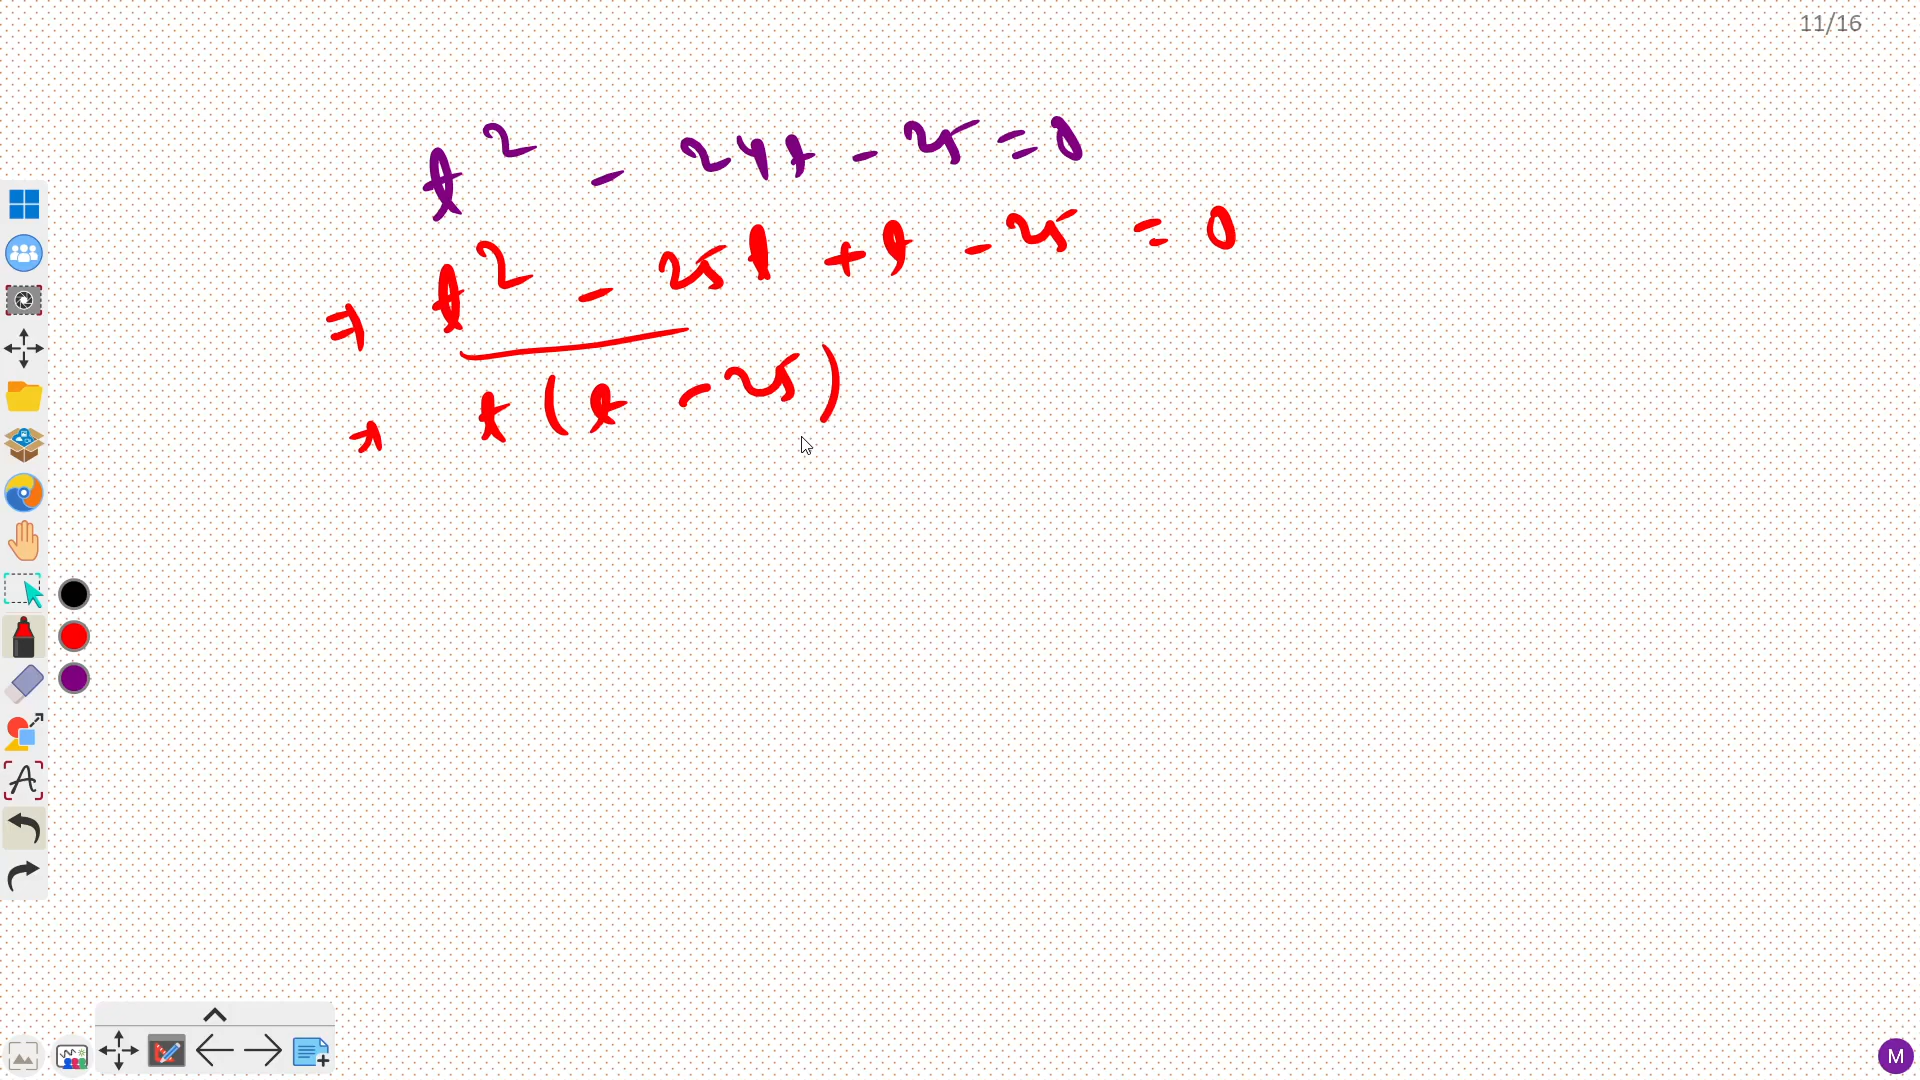 11/16
t² - 24t - 25 = 0
⇒ t² - 25t + t - 25 = 0
⇒ t(t - 25)
M